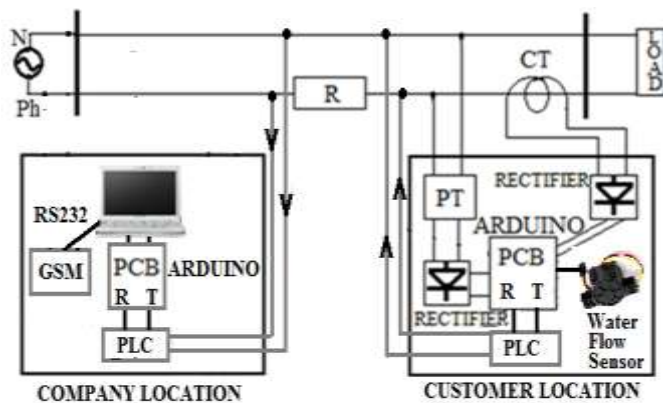 N
Ph-
R
CT
LOAD
RS232
GSM
PCB
R T
ARDUINO
PLC
COMPANY LOCATION
RECTIFIER
PT
ARDUINO
PCB
R T
RECTIFIER
PLC
Water
Flow
Sensor
CUSTOMER LOCATION